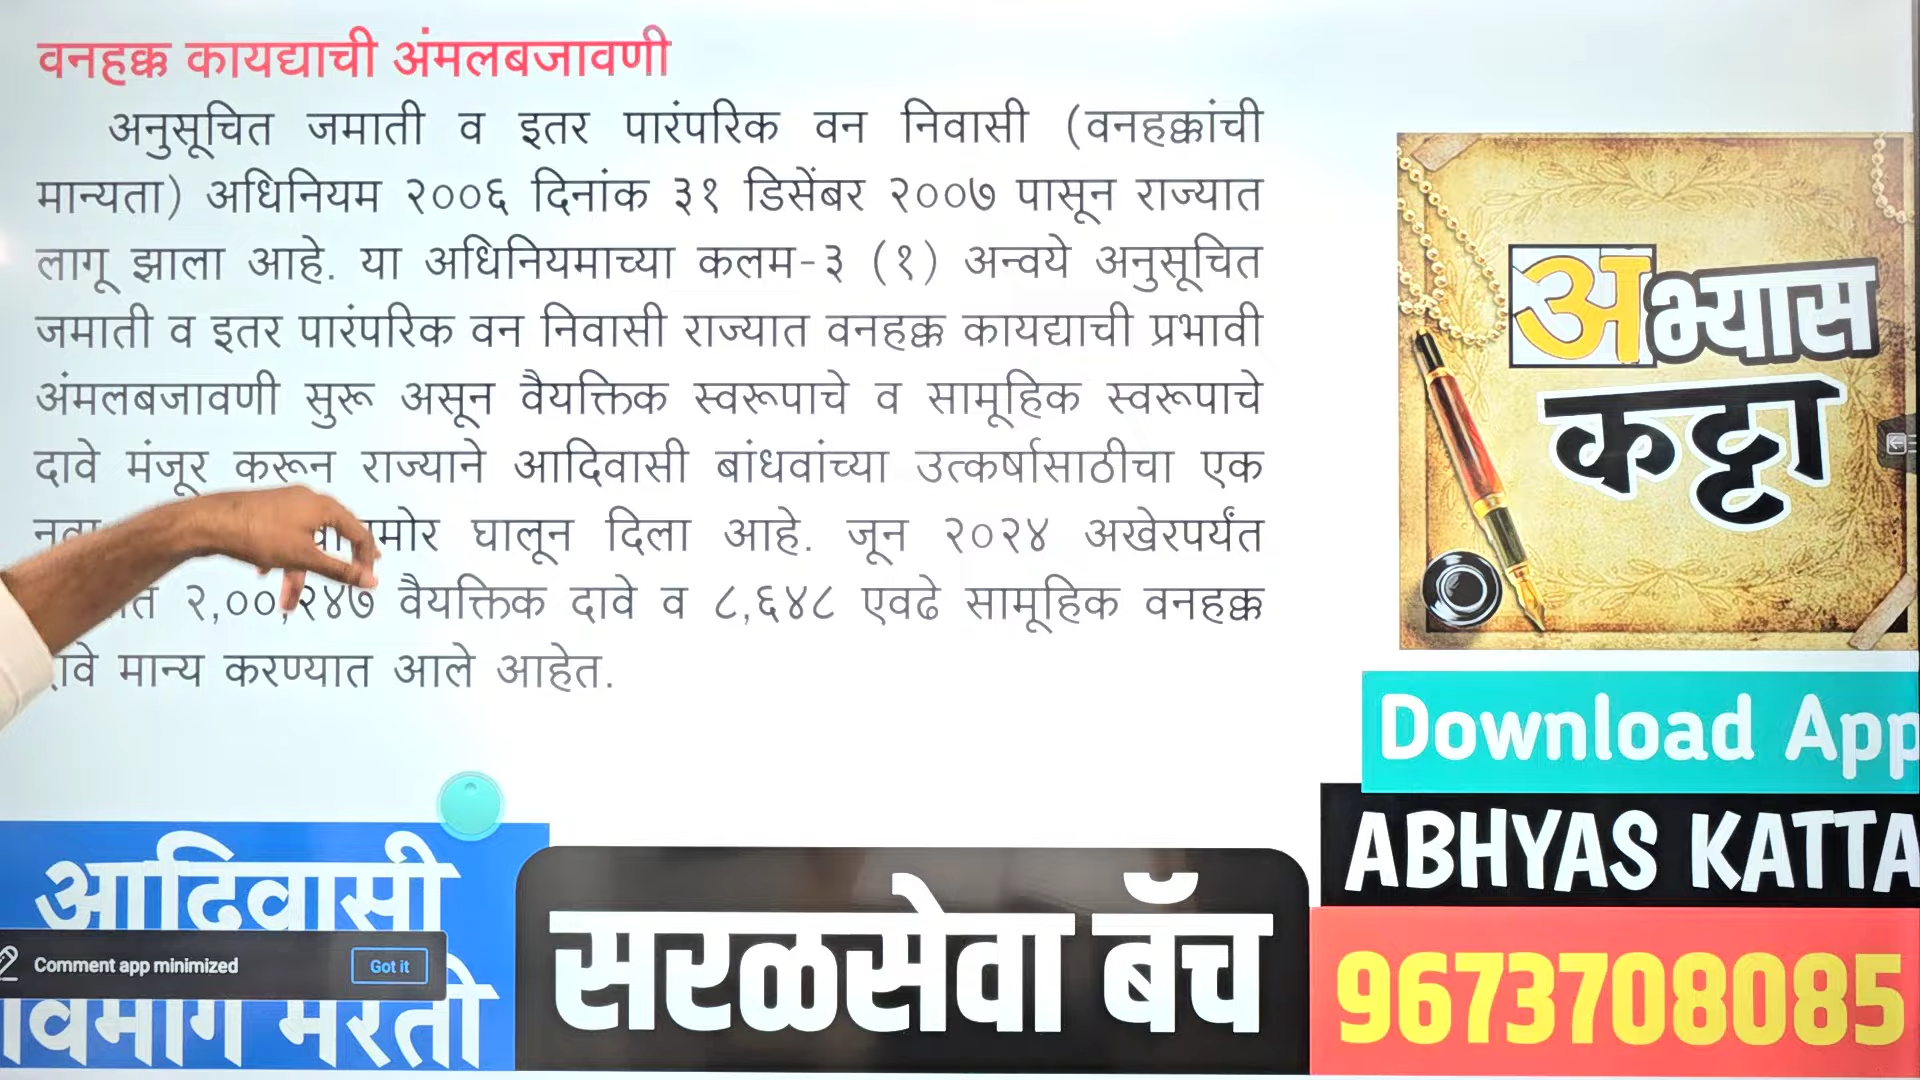 वनहक्क कायद्याची अंमलबजावणी
अनुसूचित जमाती व इतर पारंपरिक वन निवासी (वनहक्कांची
मान्यता) अधिनियम २००६ दिनांक ३१ डिसेंबर २००७ पासून राज्यात
लागू झाला आहे. या अधिनियमाच्या कलम-३ (१) अन्वये अनुसूचित
जमाती व इतर पारंपरिक वन निवासी राज्यात वनहक्क कायद्याची प्रभावी
अंमलबजावणी सुरू असून वैयक्तिक स्वरूपाचे व सामूहिक स्वरूपाचे
दावे मंजूर करून राज्याने आदिवासी बांधवांच्या उत्कर्षासाठीचा एक
घालून दिला आहे. जून २०२४ अखेरपर्यंत
२,००,२४७ वैयक्तिक दावे व ८,६४८ एवढे सामूहिक वनहक्क
मान्य करण्यात आले आहेत.
अभ्यास
कट्टा
Download App
ABHYAS KATTA
9673708085
आदिवासी
Comment app minimized
Got it
विभाग भरती
सरळसेवा बॅच